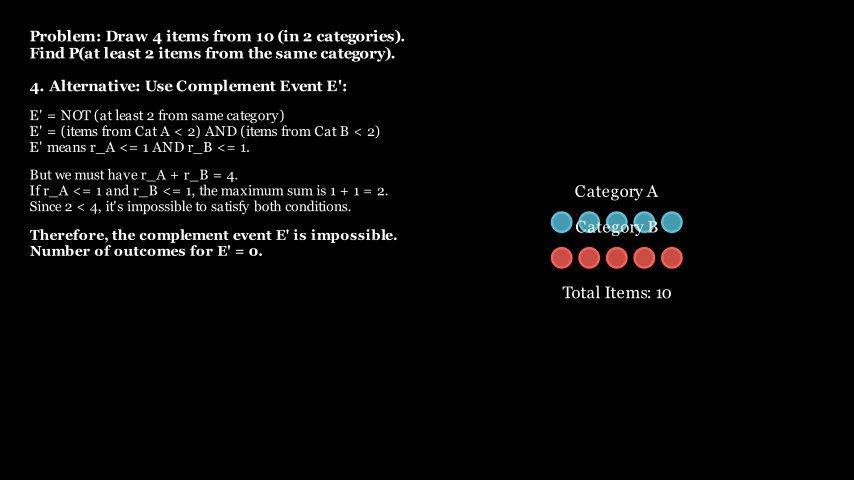 Problem: Draw 4 items from 10 (in 2 categories).
Find P(at least 2 items from the same category).
4. Alternative: Use Complement Event E':
E' = NOT (at least 2 from same category)
E' = (items from Cat A < 2) AND (items from Cat B < 2)
E' means r_A <= 1 AND r_B <= 1.
But we must have r_A + r_B = 4.
If r_A <= 1 and r_B <= 1, the maximum sum is 1 + 1 = 2.
Since 2 < 4, it's impossible to satisfy both conditions.
Therefore, the complement event E' is impossible.
Number of outcomes for E' = 0.
Category A
Category B
Total Items: 10